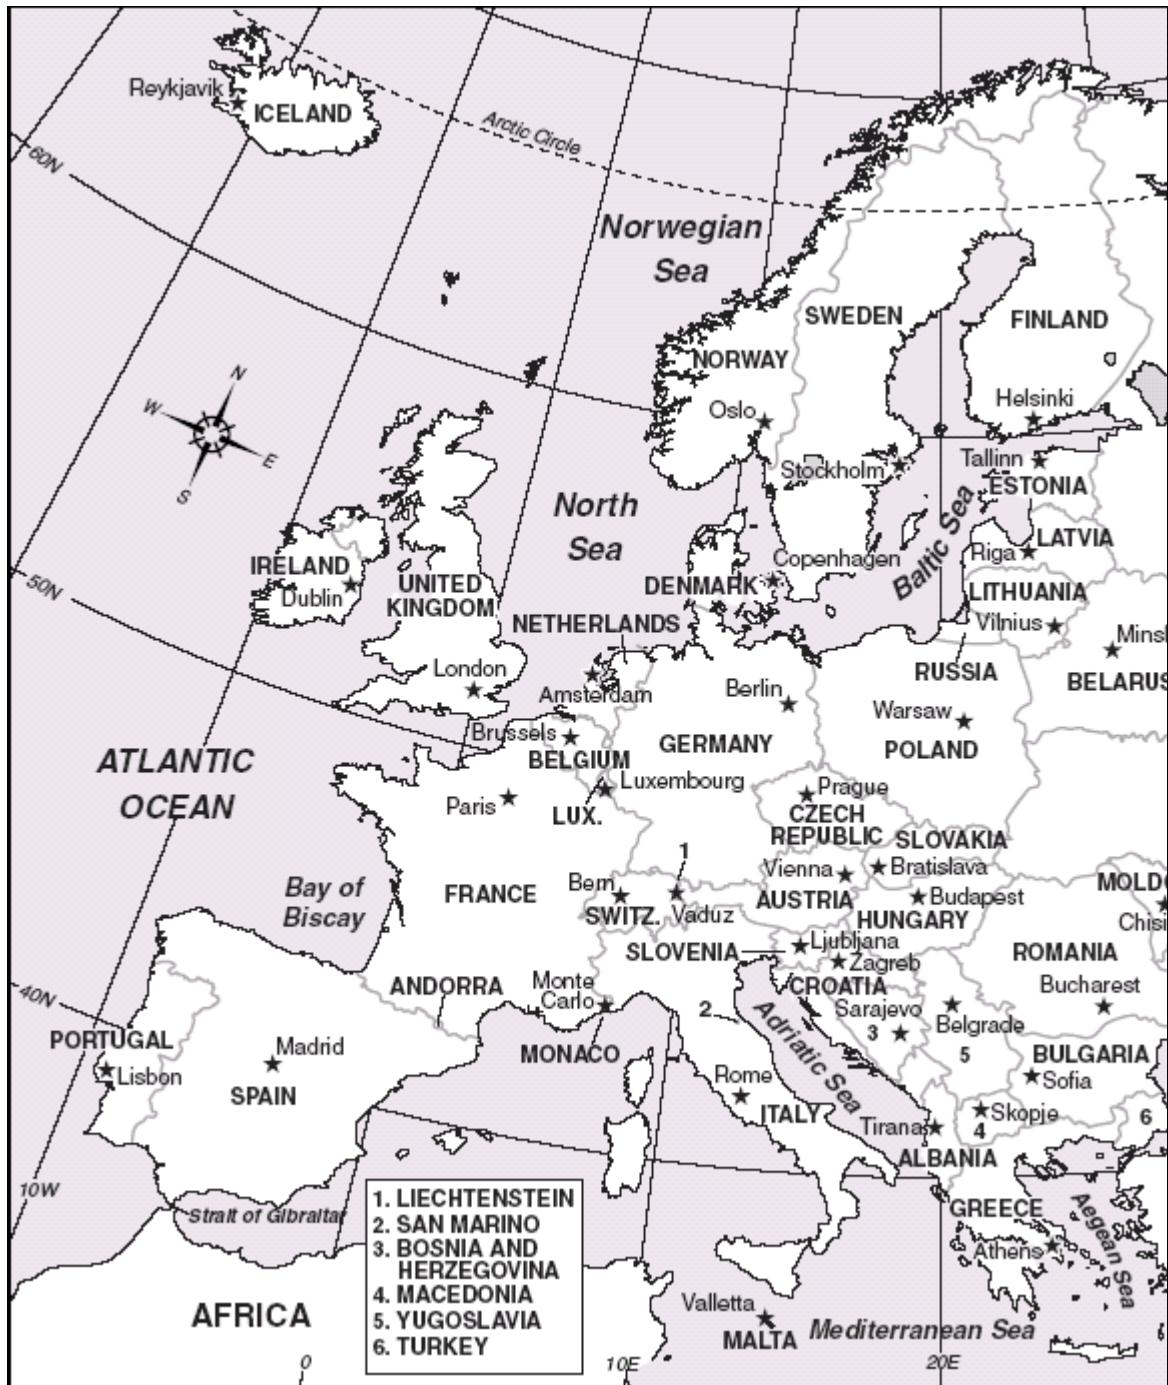 Reykjavik
ICELAND
Arctic Circle
60N
Norwegian
Sea
SWEDEN
FINLAND
NORWAY
N
W
E
S
Oslo
Helsinki
Stockholm
Tallinn
ESTONIA
North
Sea
Baltic Sea
LATVIA
Riga
IRELAND
Dublin
UNITED
KINGDOM
DENMARK
Copenhagen
LITHUANIA
Vilnius
50N
NETHERLANDS
Minsk
RUSSIA
BELARUS
London
Amsterdam
Berlin
Warsaw
POLAND
Brussels
BELGIUM
GERMANY
ATLANTIC
OCEAN
Luxembourg
LUX.
Paris
Prague
CZECH
REPUBLIC
SLOVAKIA
1
Vienna
Bratislava
Bay of
Biscay
FRANCE
Bern
SWITZ.
Vaduz
AUSTRIA
Budapest
HUNGARY
MOLDO
Chisi
SLOVENIA
Ljubljana
Zagreb
ROMANIA
40N
ANDORRA
Monte
Carlo
CROATIA
Bucharest
2
Sarajevo
3
Belgrade
5
PORTUGAL
Lisbon
Madrid
SPAIN
MONACO
Adriatic Sea
BULGARIA
Sofia
Rome
ITALY
Tirana
Skopje
4
6
ALBANIA
10W
Strait of Gibraltar
GREECE
Athens
Aegean Sea
1. LIECHTENSTEIN
2. SAN MARINO
3. BOSNIA AND
HERZEGOVINA
4. MACEDONIA
5. YUGOSLAVIA
6. TURKEY
AFRICA
Valletta
MALTA
Mediterranean Sea
0
10E
20E